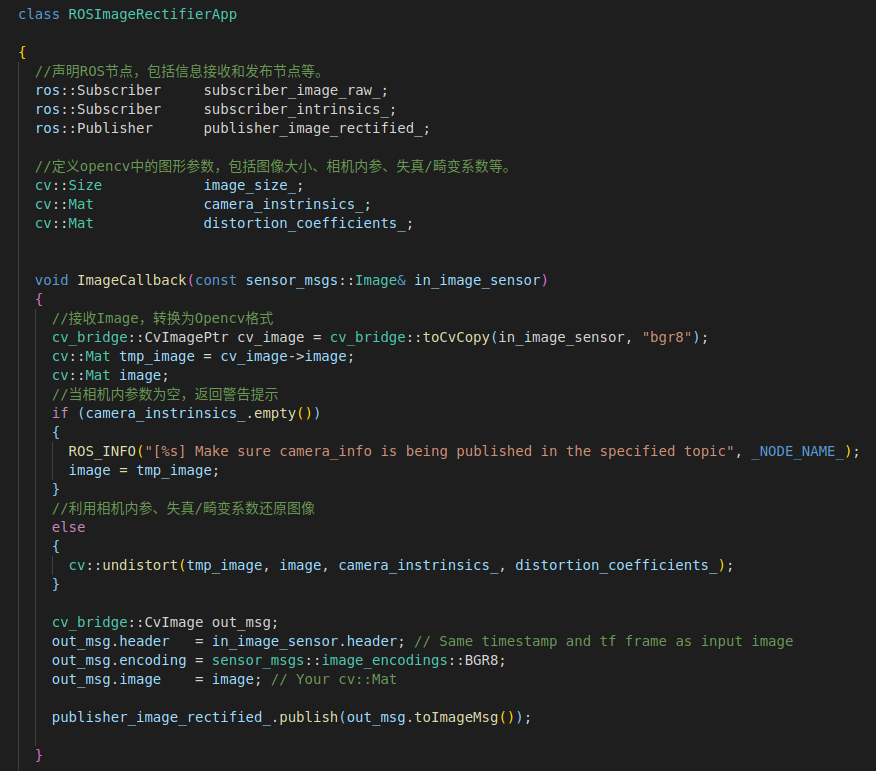 class ROSImageRectifierApp
{
//声明ROS节点，包括信息接收和发布节点等。
ros::Subscriber     subscriber_image_raw_;
ros::Subscriber     subscriber_intrinsics_;
ros::Publisher      publisher_image_rectified_;
//定义opencv中的图形参数，包括图像大小、相机内参、失真/畸变系数等。
cv::Size            image_size_;
cv::Mat             camera_instrinsics_;
cv::Mat             distortion_coefficients_;
void ImageCallback(const sensor_msgs::Image& in_image_sensor)
{
//接收Image，转换为Opencv格式
cv_bridge::CvImagePtr cv_image = cv_bridge::toCvCopy(in_image_sensor, "bgr8");
cv::Mat tmp_image = cv_image->image;
cv::Mat image;
//当相机内参数为空，返回警告提示
if (camera_instrinsics_.empty())
{
ROS_INFO("[%s] Make sure camera_info is being published in the specified topic", _NODE_NAME_);
image = tmp_image;
}
//利用相机内参、失真/畸变系数还原图像
else
{
cv::undistort(tmp_image, image, camera_instrinsics_, distortion_coefficients_);
}
cv_bridge::CvImage out_msg;
out_msg.header   = in_image_sensor.header; // Same timestamp and tf frame as input image
out_msg.encoding = sensor_msgs::image_encodings::BGR8;
out_msg.image    = image; // Your cv::Mat
publisher_image_rectified_.publish(out_msg.toImageMsg());
}